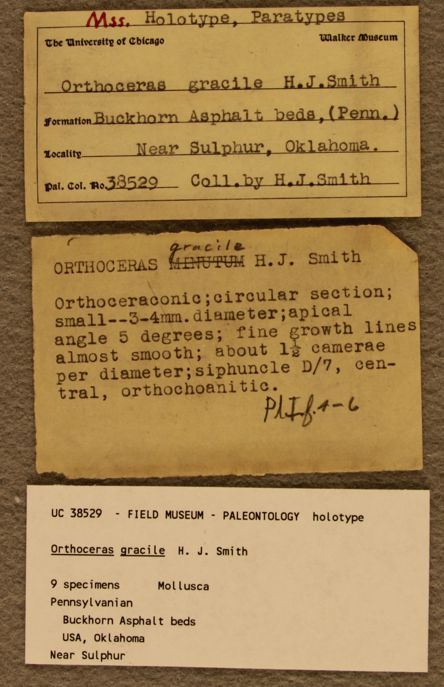 Mss. Holotype, Paratypes
The University of Chicago Walker Museum
Orthoceras gracile H.J.Smith
Formation Buckhorn Asphalt beds,(Penn.)
Locality Near Sulphur, Oklahoma.
Pal. Col. No. 38529 Coll.by H.J.Smith
gracile
ORTHOCERAS MINUTUM H.J. Smith
Orthoceraconic;circular section;
small--3-4mm.diameter;apical
angle 5 degrees; fine growth lines
almost smooth; about 1½ camerae
per diameter;siphuncle D/7, cen-
tral, orthochoanitic.
Pl I f. 4-6
UC 38529 - FIELD MUSEUM - PALEONTOLOGY holotype
Orthoceras gracile H. J. Smith
9 specimens Mollusca
Pennsylvanian
Buckhorn Asphalt beds
USA, Oklahoma
Near Sulphur